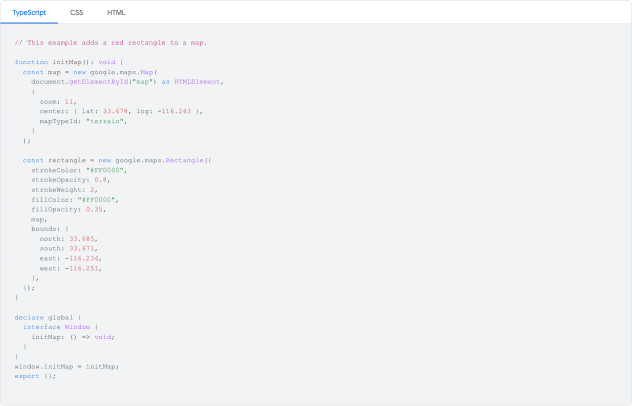 TypeScript CSS HTML
// This example adds a red rectangle to a map.
function initMap(): void {
  const map = new google.maps.Map(
    document.getElementById("map") as HTMLElement,
    {
      zoom: 11,
      center: { lat: 33.678, lng: -116.243 },
      mapTypeId: "terrain",
    }
  );
  const rectangle = new google.maps.Rectangle({
    strokeColor: "#FF0000",
    strokeOpacity: 0.8,
    strokeWeight: 2,
    fillColor: "#FF0000",
    fillOpacity: 0.35,
    map,
    bounds: {
      north: 33.685,
      south: 33.671,
      east: -116.234,
      west: -116.251,
    },
  });
}
declare global {
  interface Window {
    initMap: () => void;
  }
}
window.initMap = initMap;
export {};